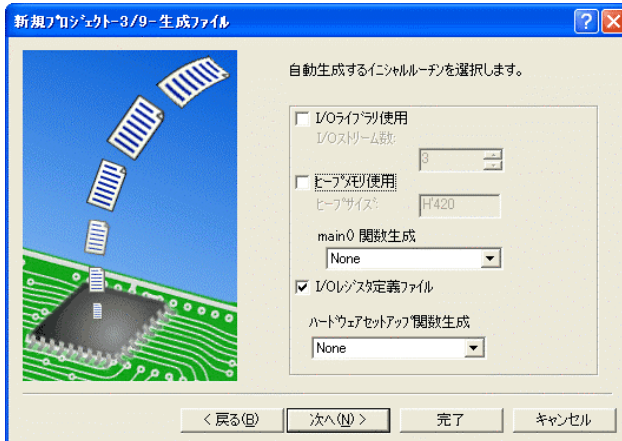 新規プロジェクト-3/9-生成ファイル
自動生成するイニシャルルーチンを選択します。
I/Oライブラリ使用
I/Oストリーム数:
3
ヒープメモリ使用
ヒープサイズ:
H'420
main() 関数生成
None
I/Oレジスタ定義ファイル
ハードウェアセットアップ関数生成
None
< 戻る(B)
次へ(N) >
完了
キャンセル